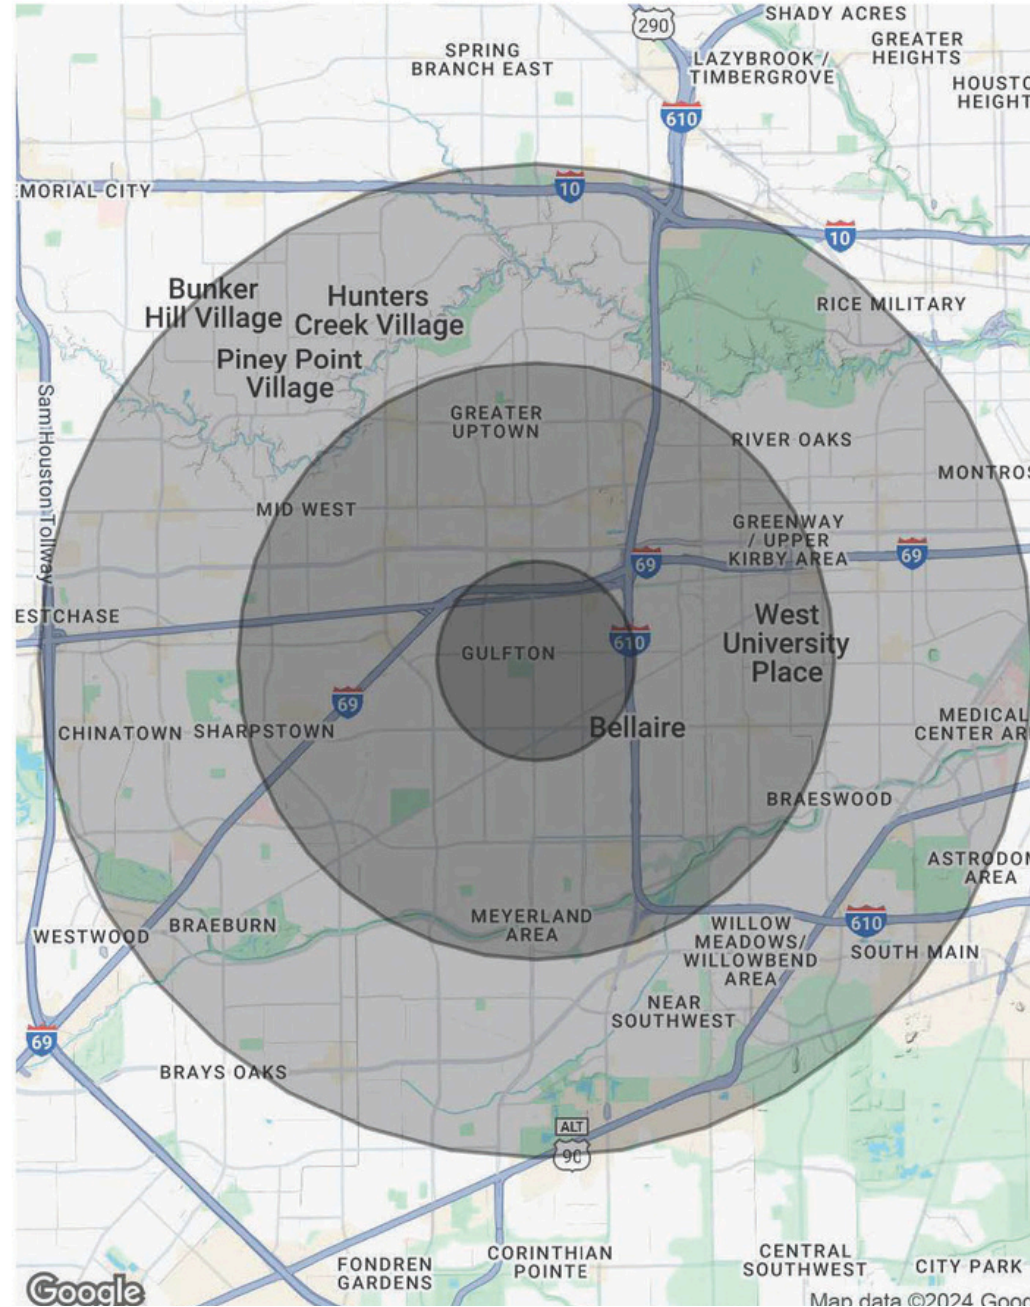 290
SHADY ACRES
GREATER
HEIGHTS
SPRING
BRANCH EAST
LAZYBROOK /
TIMBERGROVE
HOUSTO
HEIGHT
610
EMORIAL CITY
10
10
Bunker
Hill Village
Hunters
Creek Village
RICE MILITARY
Piney Point
Village
Sam Houston Tollway
GREATER
UPTOWN
RIVER OAKS
MONTROS
MID WEST
GREENWAY
/ UPPER
KIRBY AREA
69
69
ESTCHASE
West
University
Place
610
GULFTON
69
CHINATOWN
SHARPSTOWN
Bellaire
MEDICAL
CENTER AR
BRAESWOOD
ASTRODOM
AREA
MEYERLAND
AREA
BRAEBURN
WESTWOOD
610
WILLOW
MEADOWS/
WILLOWBEND
AREA
SOUTH MAIN
NEAR
SOUTHWEST
69
BRAYS OAKS
ALT
90
FONDREN
GARDENS
CORINTHIAN
POINTE
CENTRAL
SOUTHWEST
CITY PARK
Google
Map data ©2024 Goog